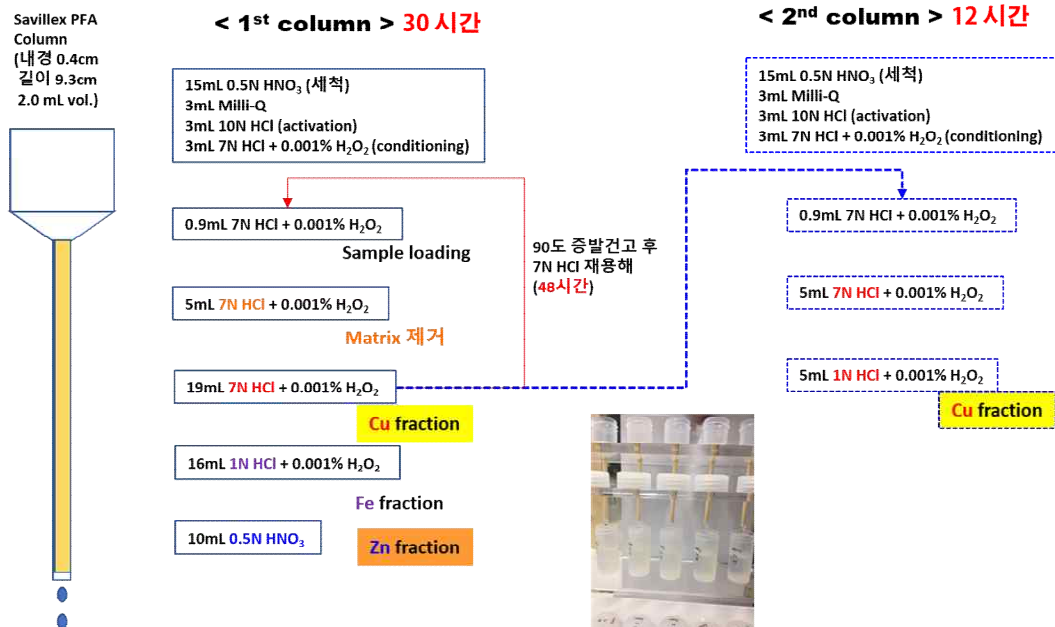 Savillex PFA
Column
(내경 0.4cm
길이 9.3cm
2.0 mL vol.)
< 1st column > 30 시간
15mL 0.5N HNO₃ (세척)
3mL Milli-Q
3mL 10N HCl (activation)
3mL 7N HCl + 0.001% H₂O₂ (conditioning)
0.9mL 7N HCl + 0.001% H₂O₂
Sample loading
5mL 7N HCl + 0.001% H₂O₂
Matrix 제거
19mL 7N HCl + 0.001% H₂O₂
Cu fraction
16mL 1N HCl + 0.001% H₂O₂
Fe fraction
10mL 0.5N HNO₃
Zn fraction
90도 증발건고 후
7N HCl 재용해
(48시간)
< 2nd column > 12 시간
15mL 0.5N HNO₃ (세척)
3mL Milli-Q
3mL 10N HCl (activation)
3mL 7N HCl + 0.001% H₂O₂ (conditioning)
0.9mL 7N HCl + 0.001% H₂O₂
5mL 7N HCl + 0.001% H₂O₂
5mL 1N HCl + 0.001% H₂O₂
Cu fraction